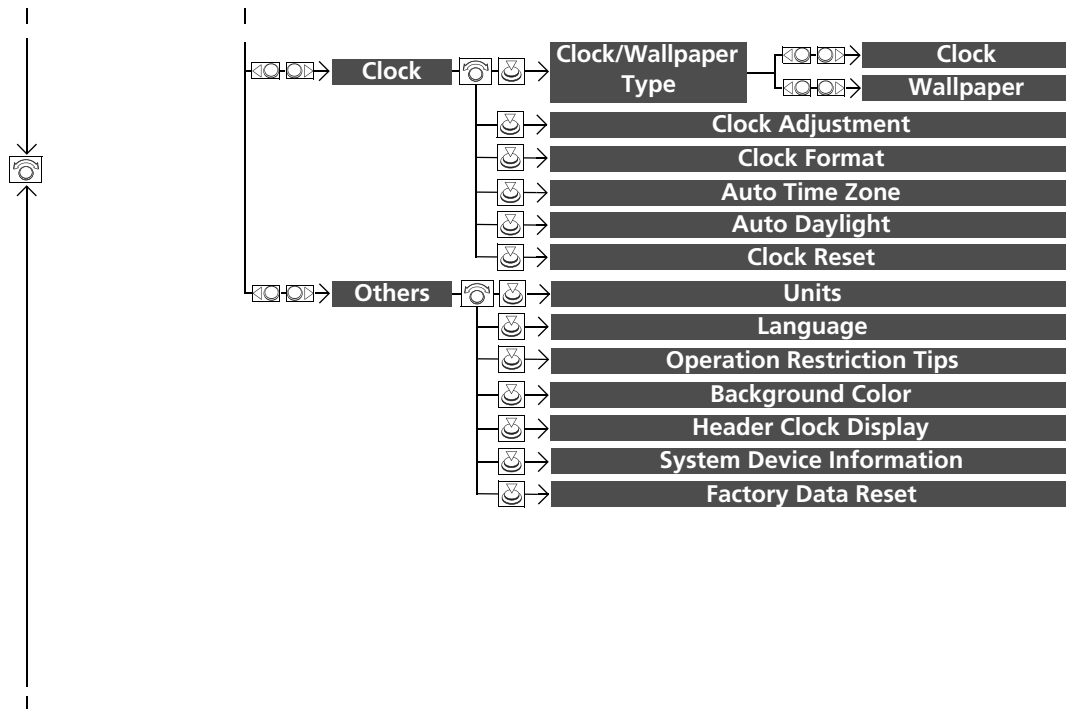 Clock
Clock/Wallpaper
Type
Clock
Wallpaper
Clock Adjustment
Clock Format
Auto Time Zone
Auto Daylight
Clock Reset
Others
Units
Language
Operation Restriction Tips
Background Color
Header Clock Display
System Device Information
Factory Data Reset